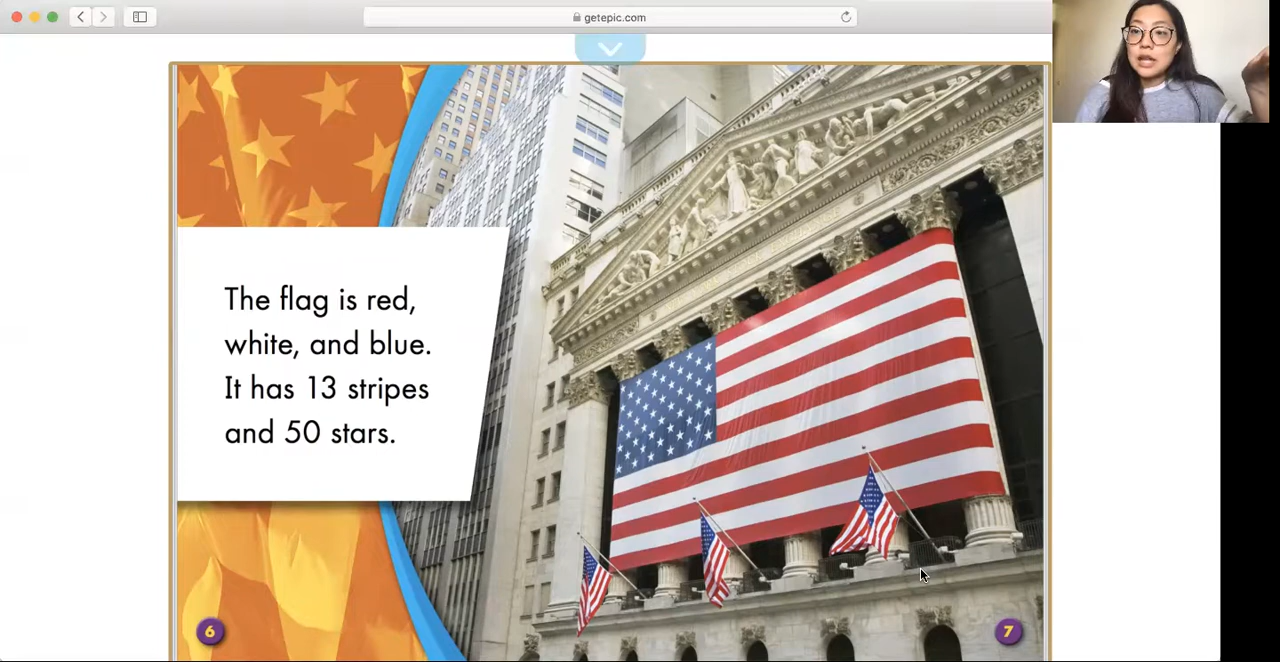 getepic.com
The flag is red,
white, and blue.
It has 13 stripes
and 50 stars.
6
7